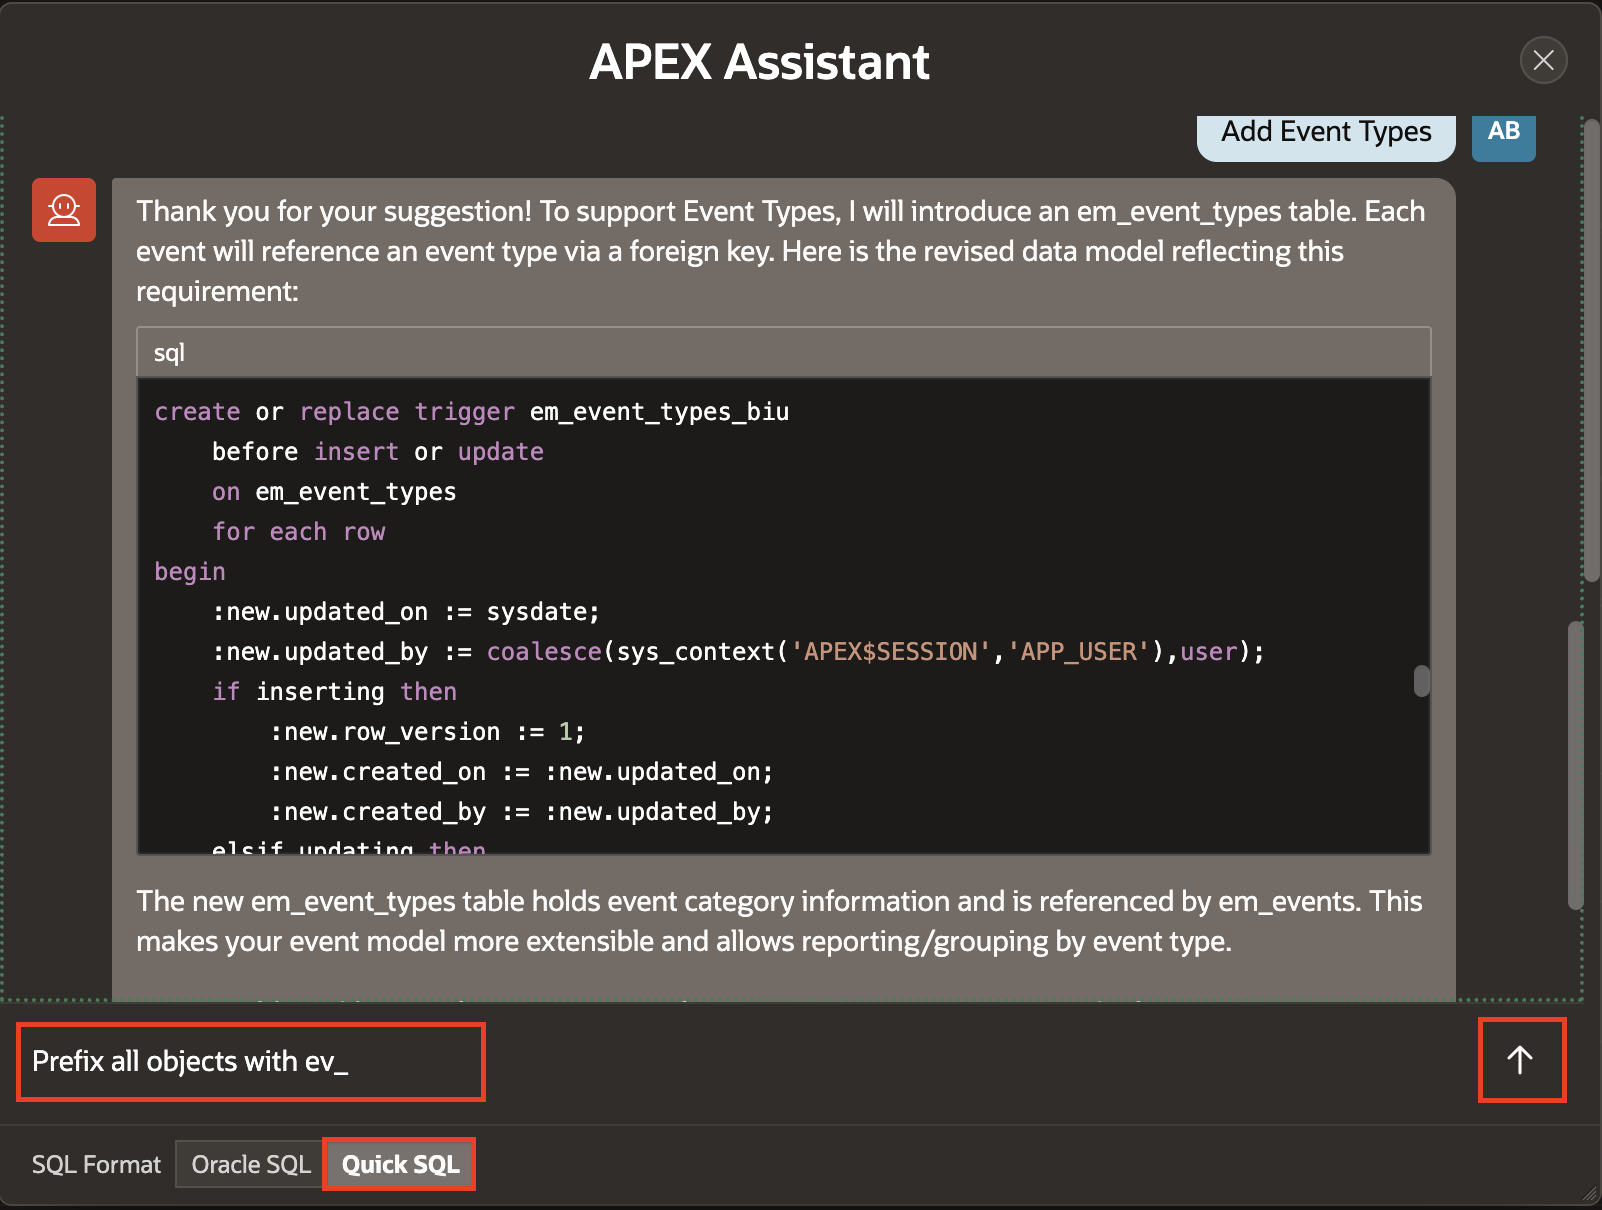 APEX Assistant
Add Event Types
AB
Thank you for your suggestion! To support Event Types, I will introduce an em_event_types table. Each
event will reference an event type via a foreign key. Here is the revised data model reflecting this
requirement:
sql
create or replace trigger em_event_types_biu
    before insert or update
    on em_event_types
    for each row
begin
    :new.updated_on := sysdate;
    :new.updated_by := coalesce(sys_context('APEX$SESSION','APP_USER'),user);
    if inserting then
        :new.row_version := 1;
        :new.created_on := :new.updated_on;
        :new.created_by := :new.updated_by;
    elsif updating then
The new em_event_types table holds event category information and is referenced by em_events. This
makes your event model more extensible and allows reporting/grouping by event type.
Prefix all objects with ev_
SQL Format
Oracle SQL
Quick SQL